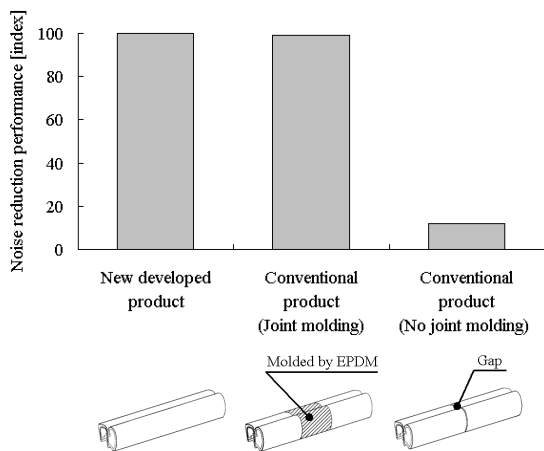 Noise reduction performance [index]
100
80
60
40
20
0
New developed
product
Conventional
product
(Joint molding)
Conventional
product
(No joint molding)
Molded by EPDM
Gap